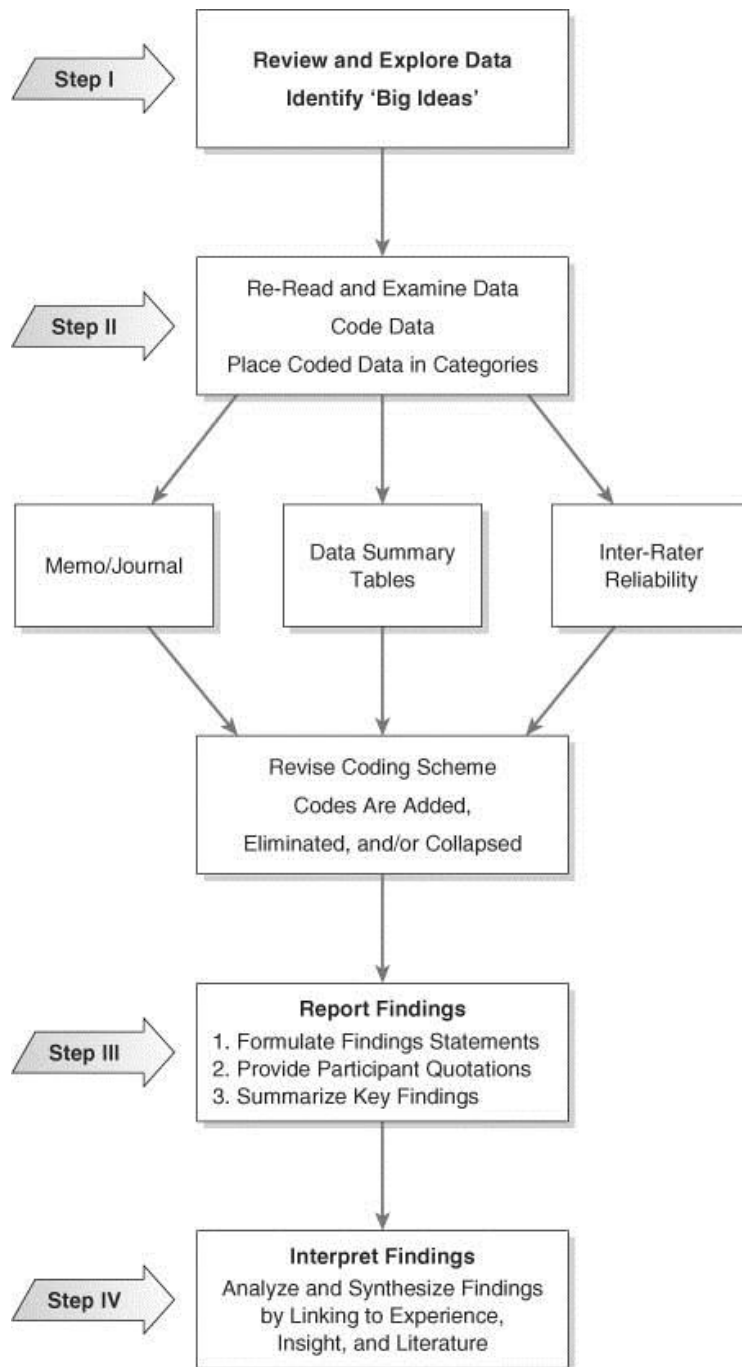 Step I
Review and Explore Data
Identify ‘Big Ideas’
Step II
Re-Read and Examine Data
Code Data
Place Coded Data in Categories
Memo/Journal
Data Summary
Tables
Inter-Rater
Reliability
Revise Coding Scheme
Codes Are Added,
Eliminated, and/or Collapsed
Step III
Report Findings
1. Formulate Findings Statements
2. Provide Participant Quotations
3. Summarize Key Findings
Step IV
Interpret Findings
Analyze and Synthesize Findings
by Linking to Experience,
Insight, and Literature